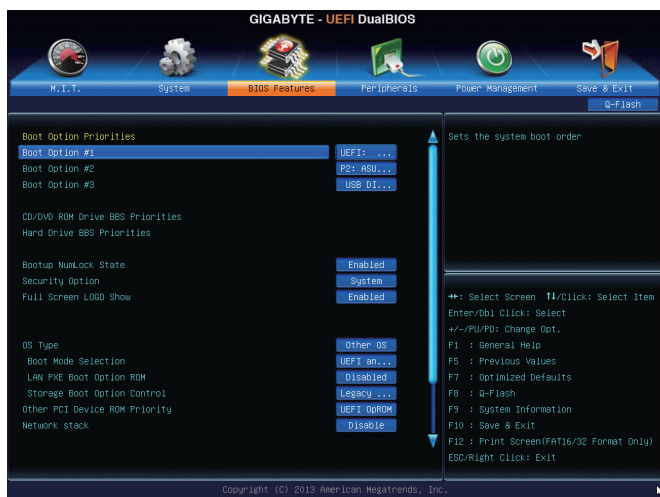 GIGABYTE - UEFI DualBIOS
M.I.T.
System
BIOS Features
Peripherals
Power Management
Save & Exit
Q-Flash
Boot Option Priorities
Boot Option #1 UEFI: ...
Boot Option #2 P2: ASU...
Boot Option #3 USB DI...
CD/DVD ROM Drive BBS Priorities
Hard Drive BBS Priorities
Bootup NumLock State Enabled
Security Option System
Full Screen LOGO Show Enabled
OS Type Other OS
Boot Mode Selection UEFI an...
LAN PXE Boot Option ROM Disabled
Storage Boot Option Control Legacy ...
Other PCI Device ROM Priority UEFI OpROM
Network stack Disable
Sets the system boot order
→←: Select Screen ↑↓/Click: Select Item
Enter/Dbl Click: Select
+/-/PU/PD: Change Opt.
F1 : General Help
F5 : Previous Values
F7 : Optimized Defaults
F8 : Q-Flash
F9 : System Information
F10 : Save & Exit
F12 : Print Screen(FAT16/32 Format Only)
ESC/Right Click: Exit
Copyright (C) 2013 American Megatrends, Inc.